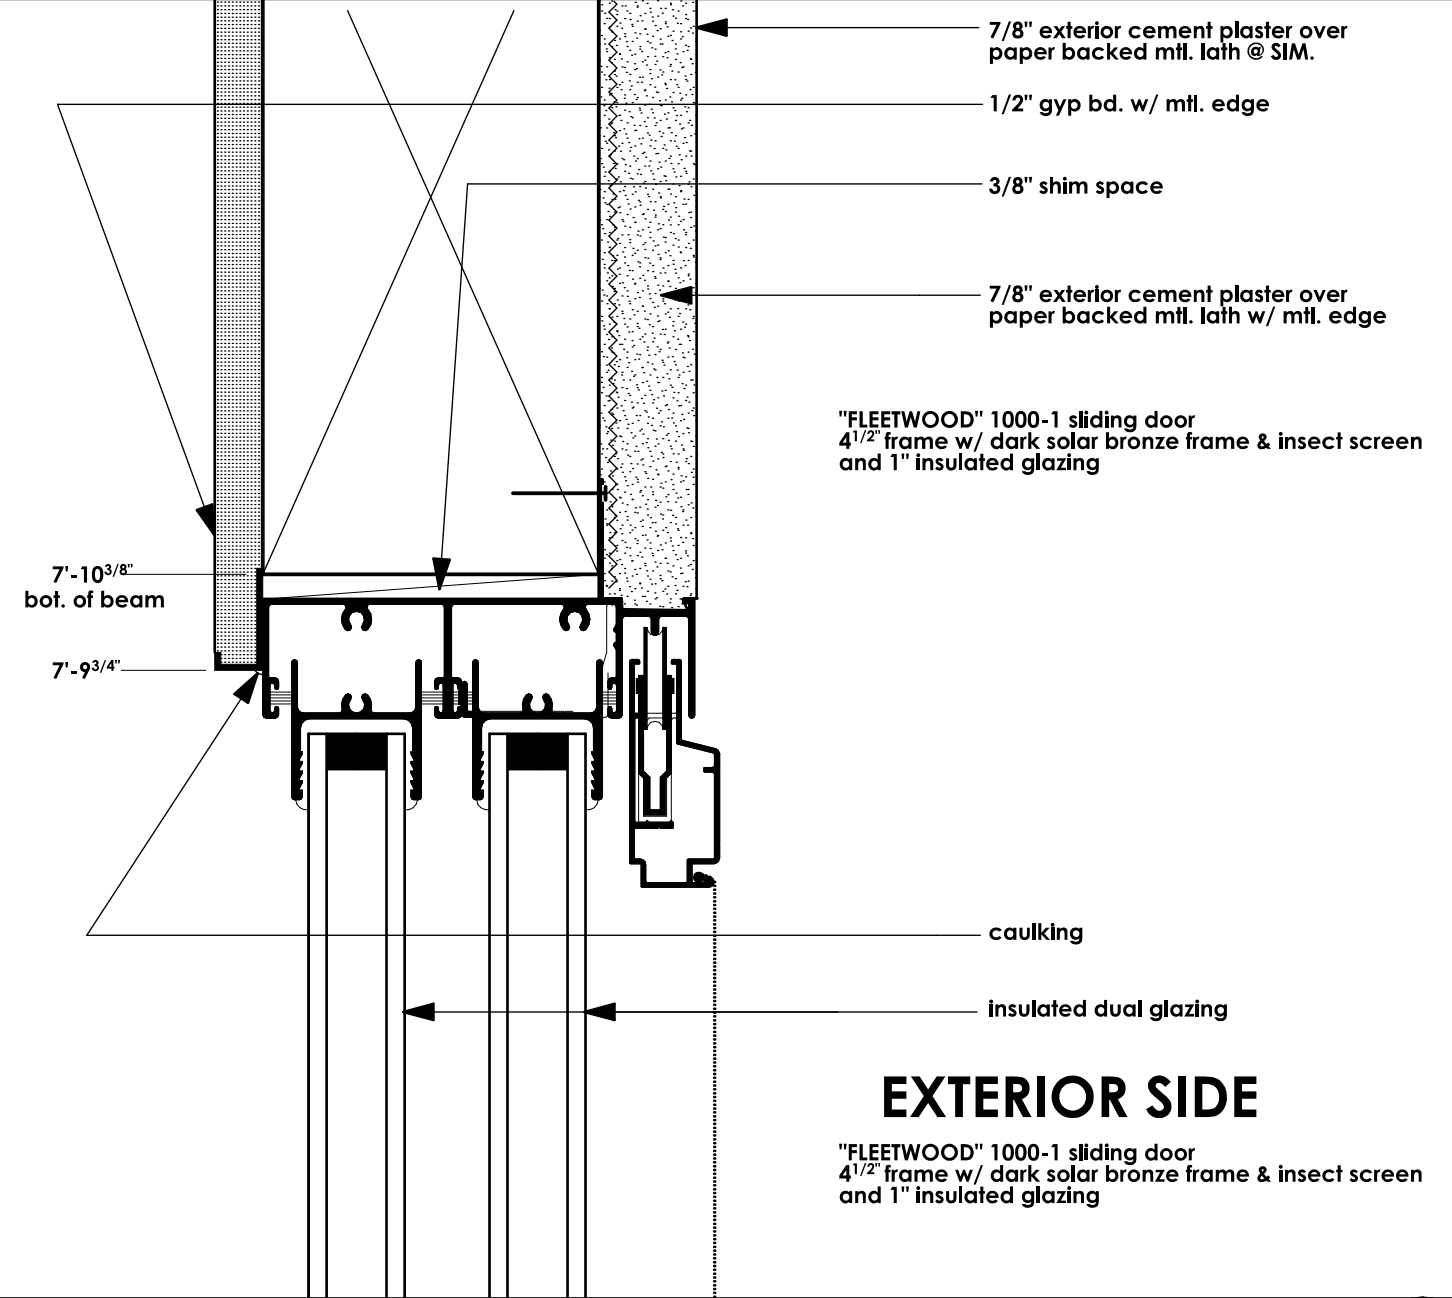 7/8" exterior cement plaster over
paper backed mtl. lath @ SIM.
1/2" gyp bd. w/ mtl. edge
3/8" shim space
7/8" exterior cement plaster over
paper backed mtl. lath w/ mtl. edge
"FLEETWOOD" 1000-1 sliding door
4 1/2" frame w/ dark solar bronze frame & insect screen
and 1" insulated glazing
7'-10 3/8"
bot. of beam
7'-9 3/4"
caulking
insulated dual glazing
EXTERIOR SIDE
"FLEETWOOD" 1000-1 sliding door
4 1/2" frame w/ dark solar bronze frame & insect screen
and 1" insulated glazing